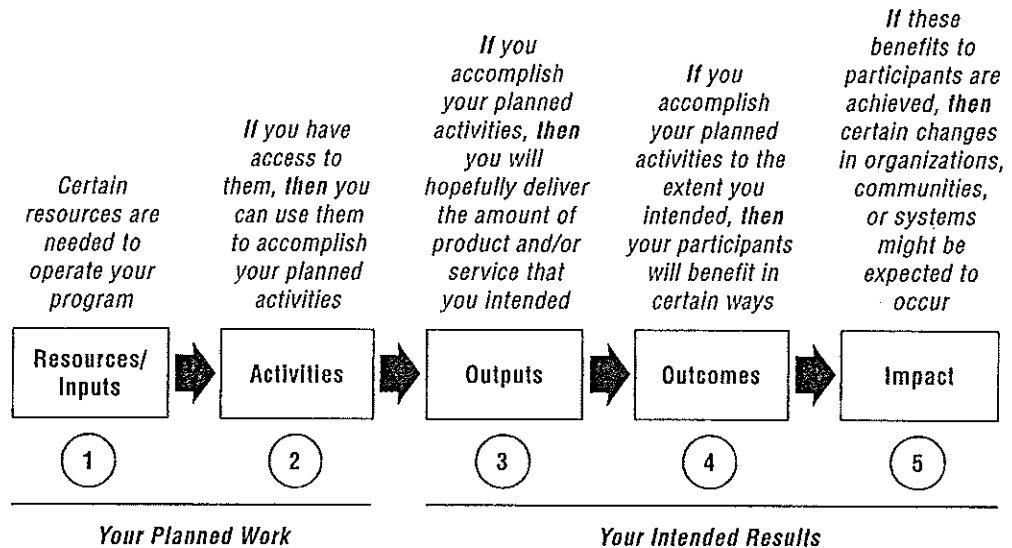 Certain
resources are
needed to
operate your
program
If you have
access to
them, then you
can use them
to accomplish
your planned
activities
If you
accomplish
your planned
activities, then
you will
hopefully deliver
the amount of
product and/or
service that
you intended
If you
accomplish
your planned
activities to the
extent you
intended, then
your participants
will benefit in
certain ways
If these
benefits to
participants are
achieved, then
certain changes
in organizations,
communities,
or systems
might be
expected to
occur
Resources/
Inputs
Activities
Outputs
Outcomes
Impact
1
2
3
4
5
Your Planned Work
Your Intended Results